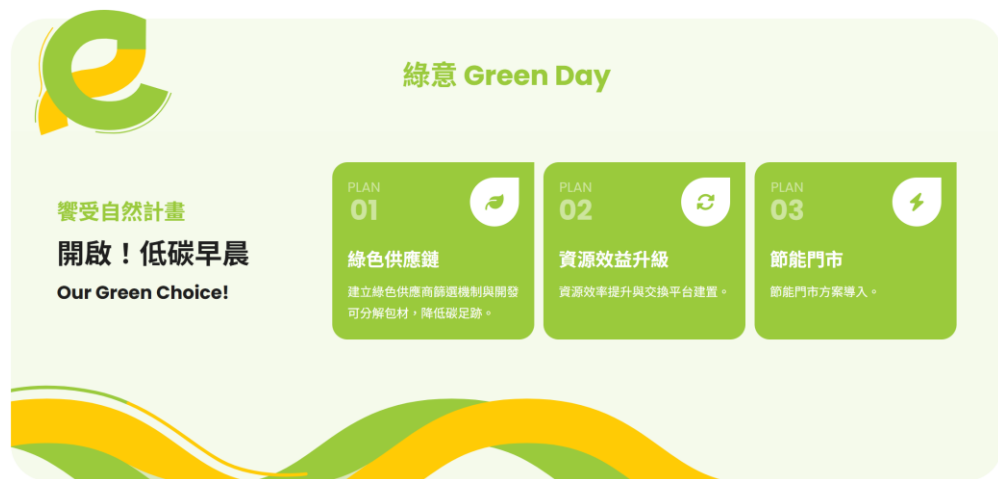 綠意 Green Day
饗受自然計畫
開啟！低碳早晨
Our Green Choice!
PLAN
01
綠色供應鏈
建立綠色供應商篩選機制與開發
可分解包材，降低碳足跡。
PLAN
02
資源效益升級
資源效率提升與交換平台建置。
PLAN
03
節能門市
節能門市方案導入。